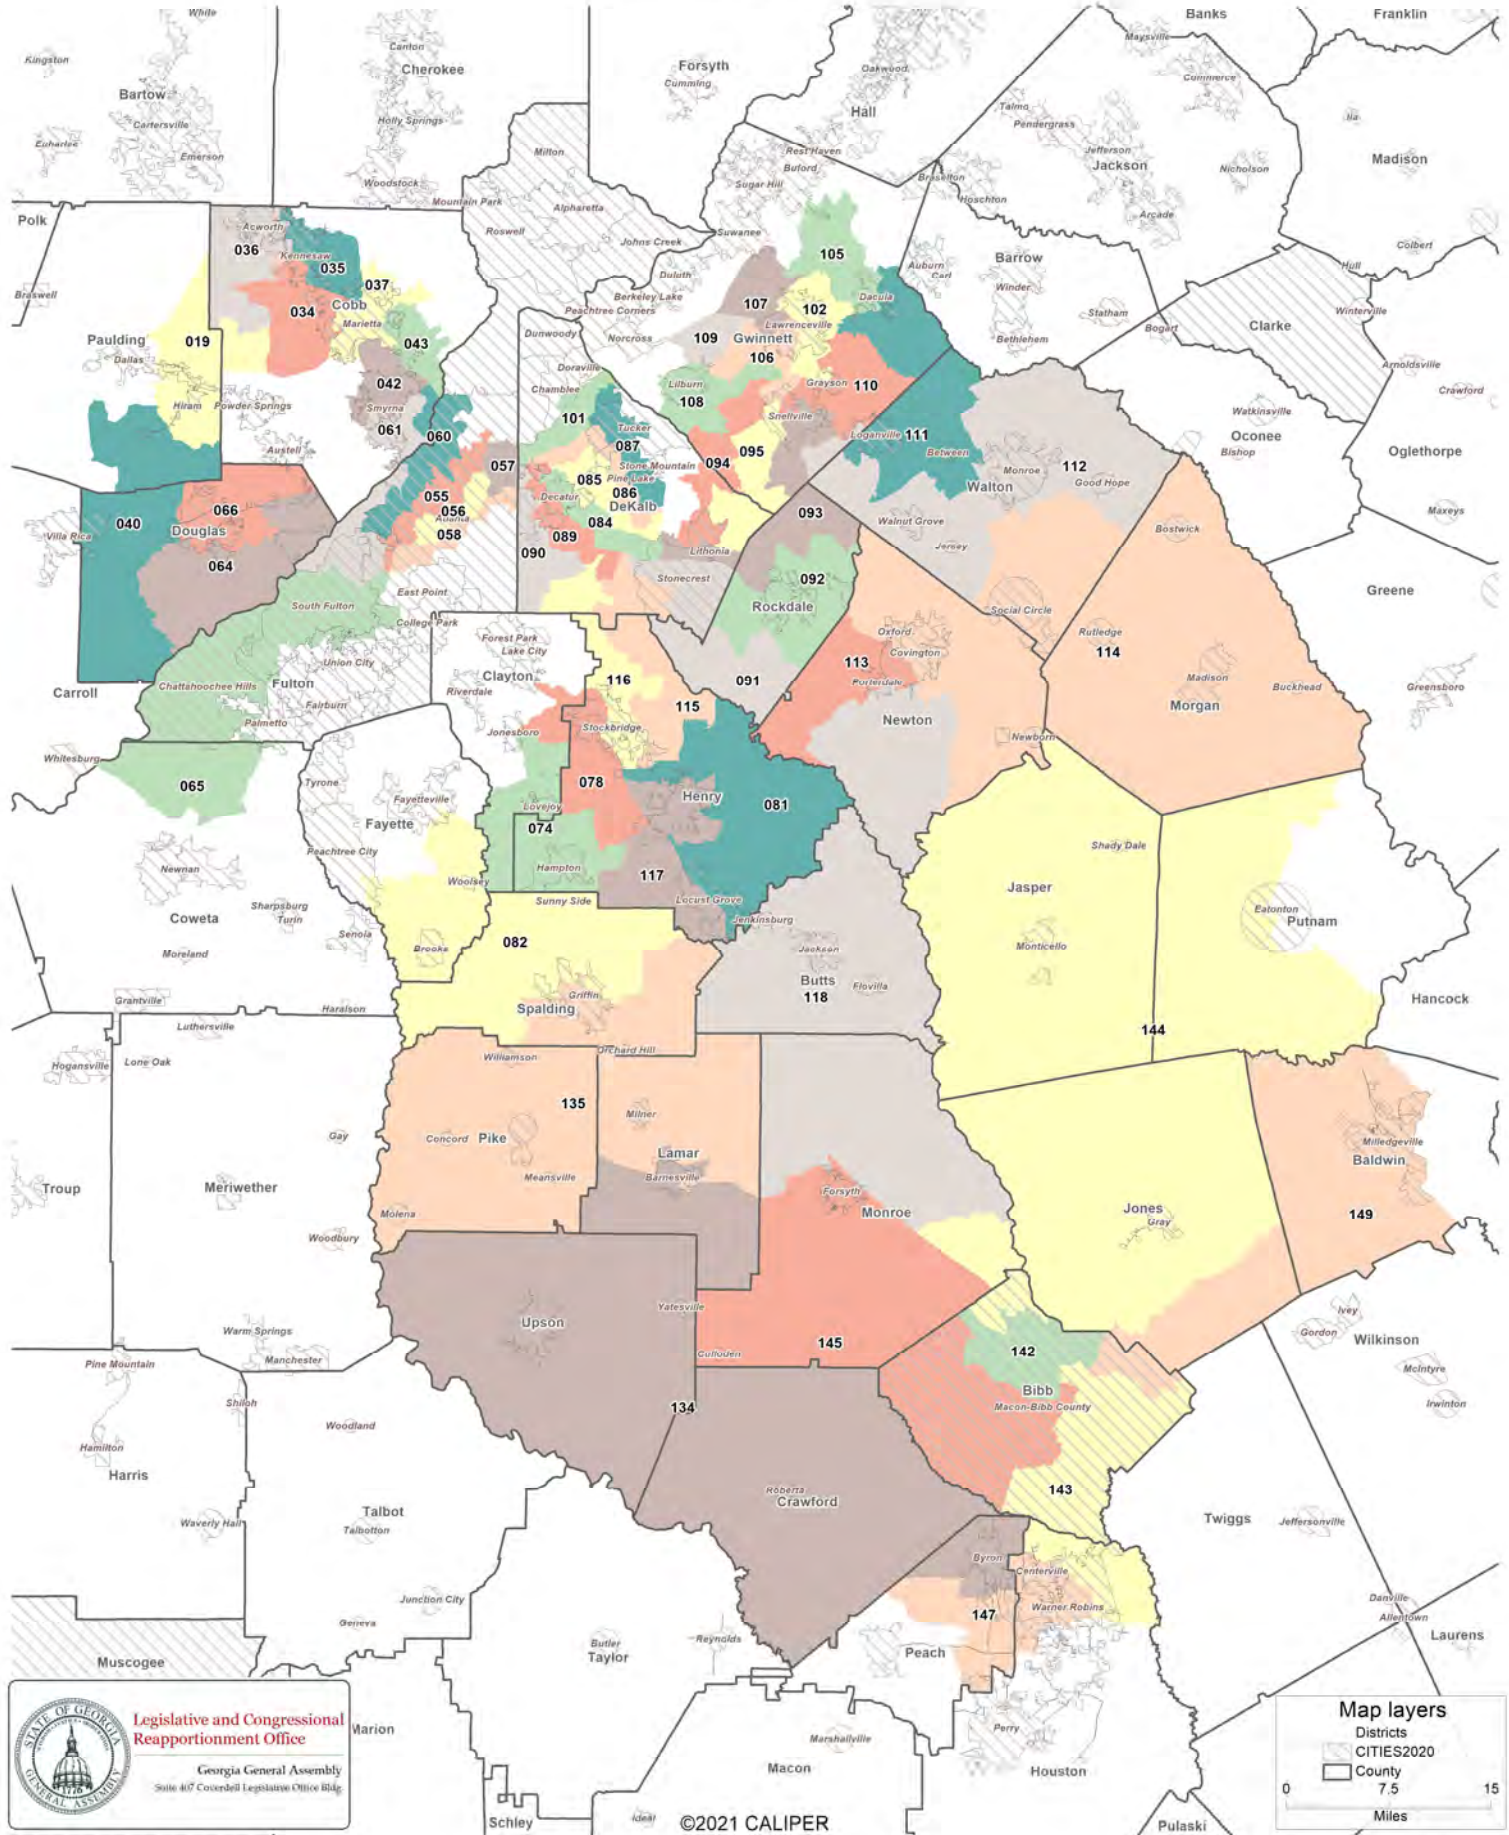 White
Banks
Franklin
Kingston
Canton
Cherokee
Forsyth
Cumming
Oakwood
Maysville
Commerce
Bartow
Cartersville
Holly Springs
Hall
Talmo
Pendergrass
Ila
Euharlee
Emerson
Rest Haven
Buford
Jefferson
Jackson
Nicholson
Madison
Milton
Woodstock
Sugar Hill
Braselton
Hoschton
Mountain Park
Alpharetta
Arcade
Polk
Acworth
036
Kennesaw
035
Roswell
Johns Creek
Suwanee
105
Auburn
Carl
Barrow
Colbert
Hull
Braswell
037
Duluth
Berkeley Lake
Peachtree Corners
107
102
Dacula
Winder
Statham
Bogart
Clarke
Winterville
034
Cobb
Marietta
Lawrenceville
Bethlehem
Paulding
Dallas
019
043
Dunwoody
Norcross
109
Gwinnett
106
Arnoldsville
Crawford
042
Doraville
Chamblee
Lilburn
108
Grayson
110
Hiram
Powder Springs
Smyrna
061
060
101
Tucker
087
Snellville
Loganville
111
Between
Watkinsville
Oconee
Bishop
Oglethorpe
Austell
057
Stone Mountain
Pine Lake
094
095
Monroe
112
Good Hope
Walton
040
066
Douglas
055
056
Atlanta
058
085
086
Decatur
DeKalb
084
Villa Rica
089
090
Lithonia
093
Walnut Grove
Jersey
Bostwick
Maxeys
064
Stonecrest
092
Rockdale
Greene
East Point
South Fulton
College Park
Forest Park
Lake City
Social Circle
Oxford
Covington
Rutledge
114
Union City
Clayton
Riverdale
116
091
113
Porterdale
Carroll
Chattahoochee Hills
Fulton
Fairburn
Palmetto
115
Newton
Madison
Buckhead
Morgan
Greensboro
Jonesboro
Stockbridge
Newborn
Whitesburg
065
Tyrone
Fayetteville
078
Henry
081
Lovejoy
Fayette
074
Shady Dale
Peachtree City
Hampton
117
Newnan
Woolsey
Jasper
Sharpsburg
Turin
Sunny Side
Locust Grove
Jenkinsburg
Eatonton
Putnam
Coweta
Senoia
Brooks
082
Jackson
Monticello
Moreland
Butts
118
Flovilla
Grantville
Haralson
Griffin
Spalding
Hancock
Luthersville
144
Hogansville
Lone Oak
Williamson
Orchard Hill
135
Milner
Gay
Concord
Pike
Lamar
Milledgeville
Baldwin
Troup
Meriwether
Meansville
Barnesville
Forsyth
Molena
Monroe
Jones
Gray
149
Woodbury
Yatesville
Upson
Ivey
Gordon
Wilkinson
Warm Springs
Manchester
Culloden
145
142
Pine Mountain
McIntyre
Bibb
Macon-Bibb County
Shiloh
134
Irwinton
Woodland
Hamilton
Harris
143
Roberta
Crawford
Talbot
Talbotton
Waverly Hall
Twiggs
Jeffersonville
Byron
Centerville
Junction City
Geneva
147
Warner Robins
Danville
Allentown
Laurens
Butler
Taylor
Reynolds
Peach
Muscogee
Perry
Marion
Marshallville
Macon
Houston
Ideal
Schley
Pulaski
STATE OF GEORGIA
GENERAL ASSEMBLY
1776
Legislative and Congressional
Reapportionment Office
Georgia General Assembly
Suite 407 Coverdell Legislative Office Bldg.
©2021 CALIPER
Map layers
Districts
CITIES2020
County
0 7.5 15
Miles